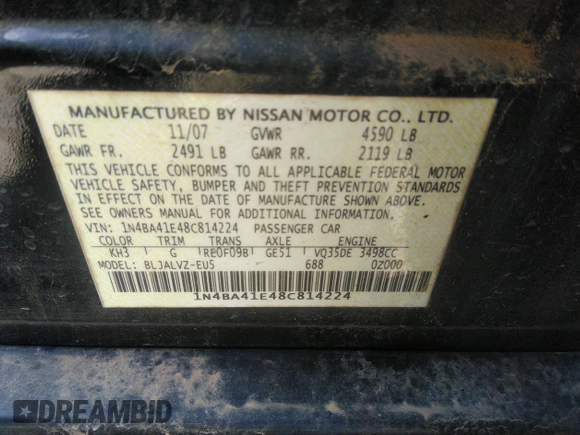 MANUFACTURED BY NISSAN MOTOR CO., LTD.
DATE 11/07 GVWR 4590 LB
GAWR FR. 2491 LB GAWR RR. 2119 LB
THIS VEHICLE CONFORMS TO ALL APPLICABLE FEDERAL MOTOR
VEHICLE SAFETY, BUMPER AND THEFT PREVENTION STANDARDS
IN EFFECT ON THE DATE OF MANUFACTURE SHOWN ABOVE.
SEE OWNERS MANUAL FOR ADDITIONAL INFORMATION.
VIN: 1N4BA41E48C814224 PASSENGER CAR
COLOR TRIM TRANS AXLE ENGINE
KH3 G RE0F09B GE51 VQ35DE 3498CC
MODEL: BLJALVZ-EU5 688 0Z000
1N4BA41E48C814224
DREAMBID